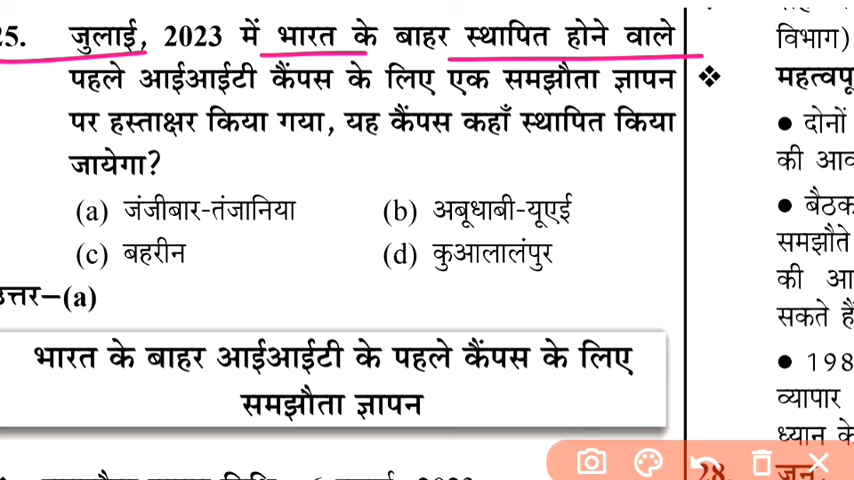 25. जुलाई, 2023 में भारत के बाहर स्थापित होने वाले
पहले आईआईटी कैंपस के लिए एक समझौता ज्ञापन
पर हस्ताक्षर किया गया, यह कैंपस कहाँ स्थापित किया
जायेगा?
(a) जंजीबार-तंजानिया (b) अबूधाबी-यूएई
(c) बहरीन (d) कुआलालंपुर
उत्तर–(a)
भारत के बाहर आईआईटी के पहले कैंपस के लिए
समझौता ज्ञापन
विभाग)
❖ महत्वपू
● दोनों
की आव
● बैठक
समझौते
की आ
सकते हैं
● 198
व्यापार
ध्यान के
28. जून,